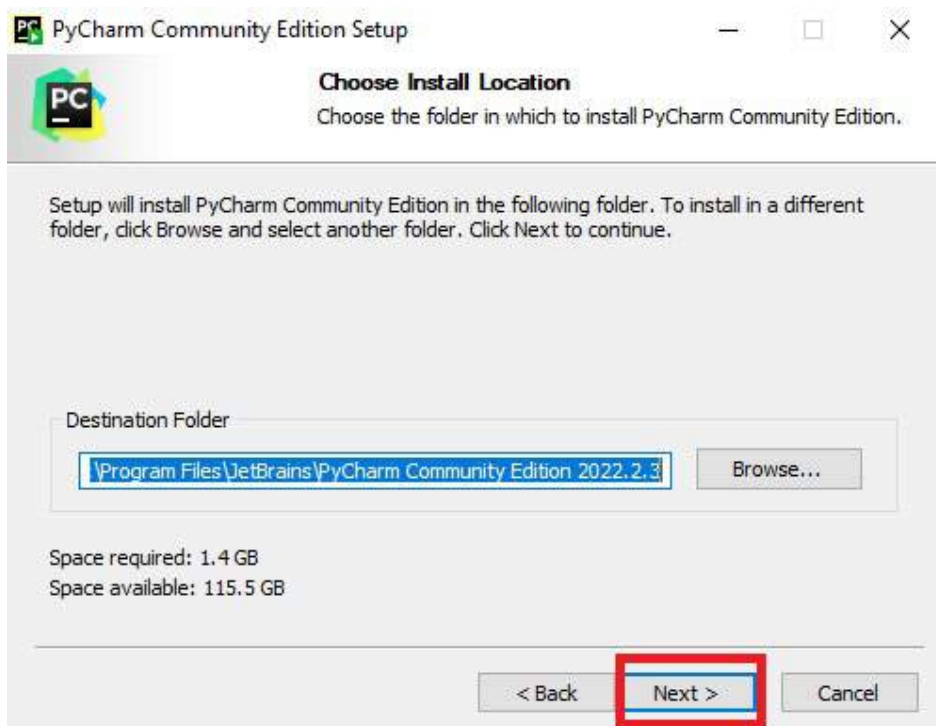 PC PyCharm Community Edition Setup
PC
Choose Install Location
Choose the folder in which to install PyCharm Community Edition.
Setup will install PyCharm Community Edition in the following folder. To install in a different
folder, click Browse and select another folder. Click Next to continue.
Destination Folder
:\Program Files\JetBrains\PyCharm Community Edition 2022.2.3
Browse...
Space required: 1.4 GB
Space available: 115.5 GB
< Back
Next >
Cancel